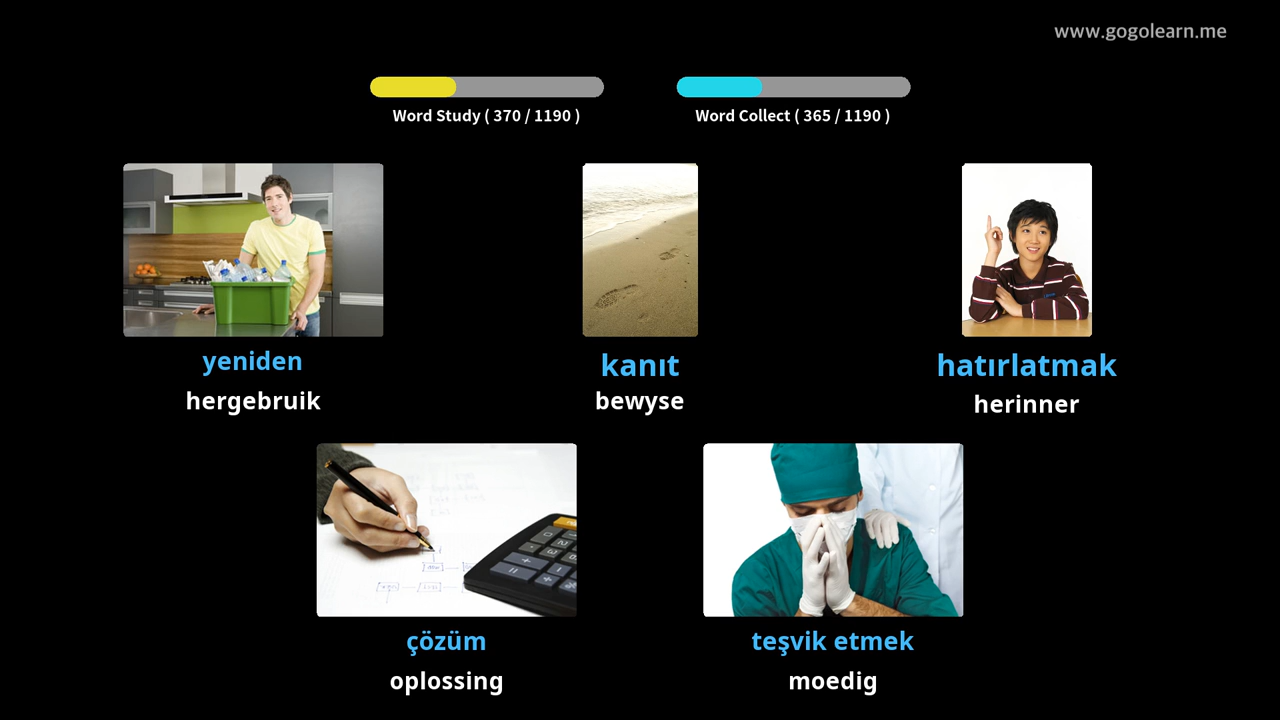 www.gogolearn.me
Word Study ( 370 / 1190 )
Word Collect ( 365 / 1190 )
yeniden
hergebruik
kanıt
bewyse
hatırlatmak
herinner
çözüm
oplossing
teşvik etmek
moedig